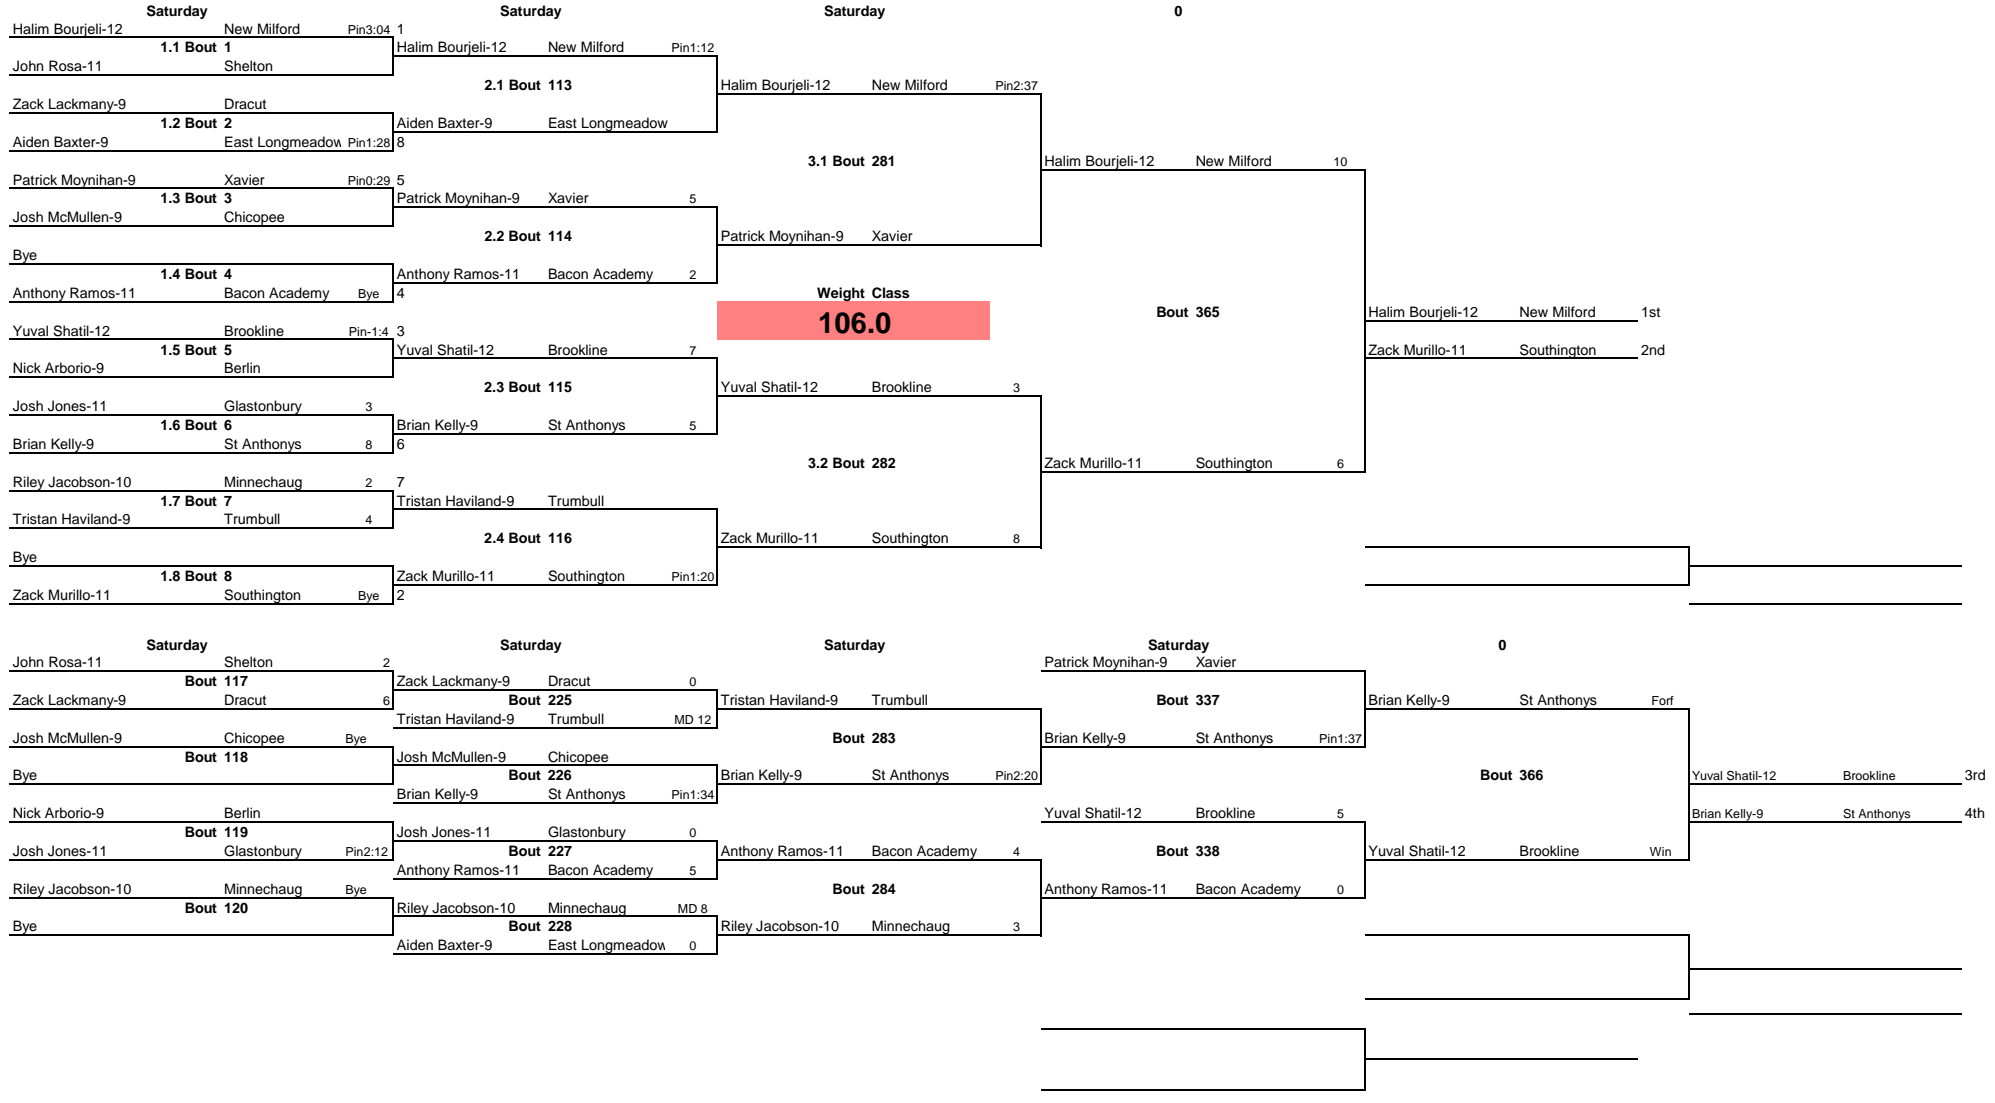 Saturday Saturday Saturday 0
Halim Bourjeli-12 New Milford Pin3:04 1
1.1 Bout 1 Halim Bourjeli-12 New Milford Pin1:12
John Rosa-11 Shelton
2.1 Bout 113 Halim Bourjeli-12 New Milford Pin2:37
Zack Lackmany-9 Dracut
1.2 Bout 2 Aiden Baxter-9 East Longmeadow
Aiden Baxter-9 East Longmeadow Pin1:28 8
3.1 Bout 281 Halim Bourjeli-12 New Milford 10
Patrick Moynihan-9 Xavier Pin0:29 5
1.3 Bout 3 Patrick Moynihan-9 Xavier 5
Josh McMullen-9 Chicopee
2.2 Bout 114 Patrick Moynihan-9 Xavier
Bye
1.4 Bout 4 Anthony Ramos-11 Bacon Academy 2
Anthony Ramos-11 Bacon Academy Bye 4 Weight Class
Bout 365 Halim Bourjeli-12 New Milford 1st
106.0
Yuval Shatil-12 Brookline Pin-1:4 3
1.5 Bout 5 Yuval Shatil-12 Brookline 7 Zack Murillo-11 Southington 2nd
Nick Arborio-9 Berlin
2.3 Bout 115 Yuval Shatil-12 Brookline 3
Josh Jones-11 Glastonbury 3
1.6 Bout 6 Brian Kelly-9 St Anthonys 5
Brian Kelly-9 St Anthonys 8 6
3.2 Bout 282 Zack Murillo-11 Southington 6
Riley Jacobson-10 Minnechaug 2 7
1.7 Bout 7 Tristan Haviland-9 Trumbull
Tristan Haviland-9 Trumbull 4
2.4 Bout 116 Zack Murillo-11 Southington 8
Bye
1.8 Bout 8 Zack Murillo-11 Southington Pin1:20
Zack Murillo-11 Southington Bye 2
Saturday Saturday Saturday Saturday 0
John Rosa-11 Shelton 2 Patrick Moynihan-9 Xavier
Bout 117 Zack Lackmany-9 Dracut 0
Zack Lackmany-9 Dracut 6 Bout 225 Tristan Haviland-9 Trumbull Bout 337 Brian Kelly-9 St Anthonys Forf
Tristan Haviland-9 Trumbull MD 12
Josh McMullen-9 Chicopee Bye Bout 283 Brian Kelly-9 St Anthonys Pin1:37
Bout 118 Josh McMullen-9 Chicopee
Bye Bout 226 Brian Kelly-9 St Anthonys Pin2:20 Bout 366 Yuval Shatil-12 Brookline 3rd
Brian Kelly-9 St Anthonys Pin1:34
Nick Arborio-9 Berlin Yuval Shatil-12 Brookline 5 Brian Kelly-9 St Anthonys 4th
Bout 119 Josh Jones-11 Glastonbury 0
Josh Jones-11 Glastonbury Pin2:12 Bout 227 Anthony Ramos-11 Bacon Academy 4 Bout 338 Yuval Shatil-12 Brookline Win
Anthony Ramos-11 Bacon Academy 5
Riley Jacobson-10 Minnechaug Bye Bout 284 Anthony Ramos-11 Bacon Academy 0
Bout 120 Riley Jacobson-10 Minnechaug MD 8
Bye Bout 228 Riley Jacobson-10 Minnechaug 3
Aiden Baxter-9 East Longmeadow 0